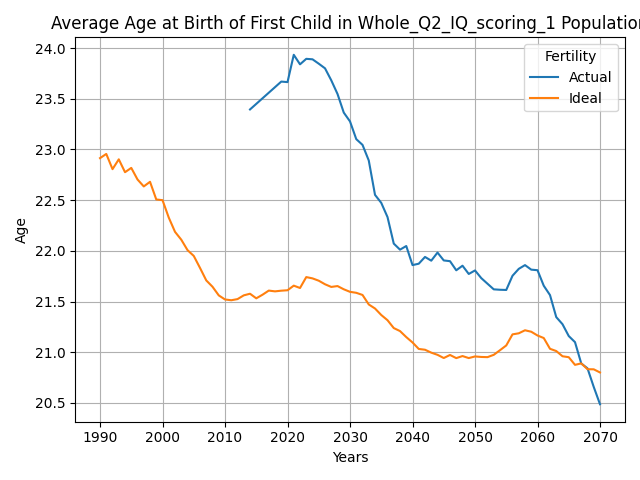 Average Age at Birth of First Child in Whole_Q2_IQ_scoring_1 Population
Fertility
Actual
Ideal
24.0
23.5
23.0
22.5
22.0
21.5
21.0
20.5
Age
1990 2000 2010 2020 2030 2040 2050 2060 2070
Years